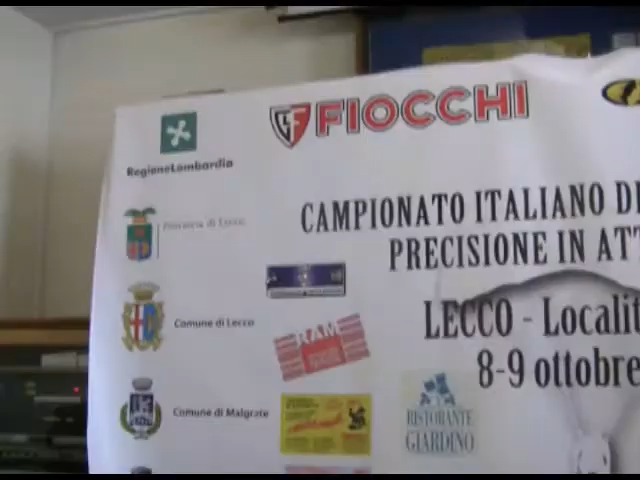 FIOCCHI
RegioneLombardia
Provincia di Lecco
CAMPIONATO ITALIANO DI
PRECISIONE IN ATT
LECCO - Localit
8-9 ottobre
Comune di Lecco
RAM
Comune di Malgrate
RISTORANTE
GIARDINO